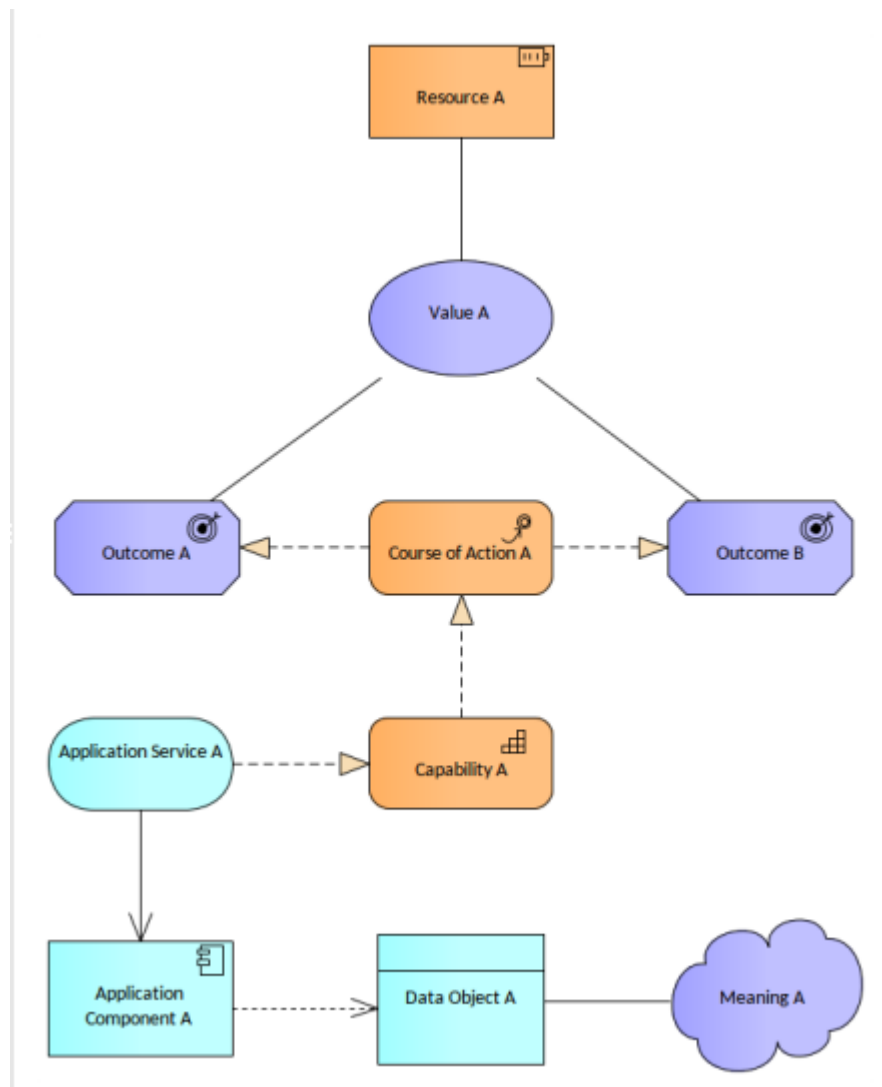 Resource A
Value A
Outcome A
Course of Action A
Outcome B
Application Service A
Capability A
Application
Component A
Data Object A
Meaning A